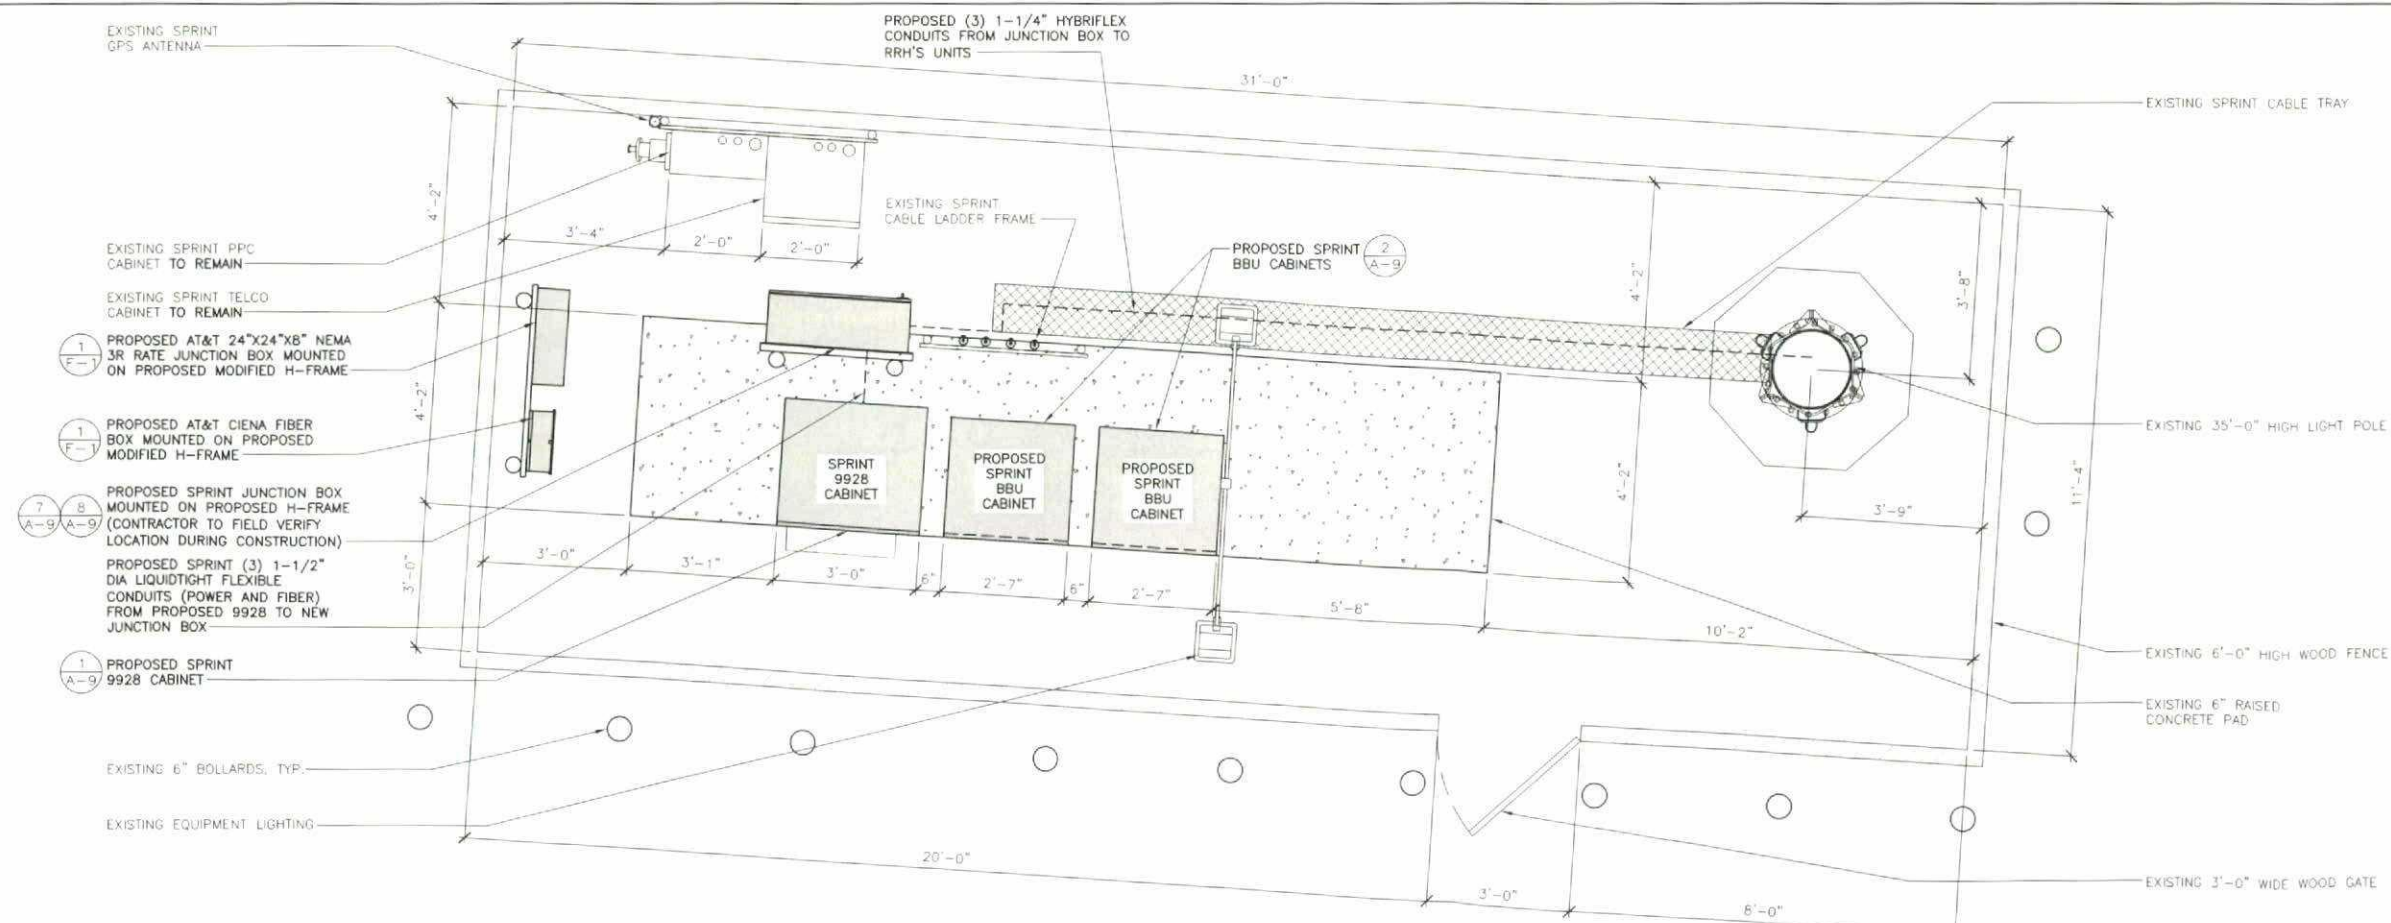 EXISTING SPRINT
GPS ANTENNA
PROPOSED (3) 1-1/4" HYBRIFLEX
CONDUITS FROM JUNCTION BOX TO
RRH'S UNITS
31'-0"
EXISTING SPRINT CABLE TRAY
4'-2"
EXISTING SPRINT
CABLE LADDER FRAME
3'-4"
2'-0"
2'-0"
EXISTING SPRINT PPC
CABINET TO REMAIN
PROPOSED SPRINT
BBU CABINETS
2
A-9
4'-2"
3'-8"
EXISTING SPRINT TELCO
CABINET TO REMAIN
1
F-1
PROPOSED AT&T 24"X24"X8" NEMA
3R RATE JUNCTION BOX MOUNTED
ON PROPOSED MODIFIED H-FRAME
4'-2"
1
F-1
PROPOSED AT&T CIENA FIBER
BOX MOUNTED ON PROPOSED
MODIFIED H-FRAME
EXISTING 35'-0" HIGH LIGHT POLE
SPRINT
9928
CABINET
PROPOSED
SPRINT
BBU
CABINET
PROPOSED
SPRINT
BBU
CABINET
4'-2"
11'-4"
3'-9"
7
A-9
8
A-9
PROPOSED SPRINT JUNCTION BOX
MOUNTED ON PROPOSED H-FRAME
(CONTRACTOR TO FIELD VERIFY
LOCATION DURING CONSTRUCTION)
PROPOSED SPRINT (3) 1-1/2"
DIA LIQUIDTIGHT FLEXIBLE
CONDUITS (POWER AND FIBER)
FROM PROPOSED 9928 TO NEW
JUNCTION BOX
3'-0"
3'-0"
3'-1"
3'-0"
6"
2'-7"
6"
2'-7"
5'-8"
10'-2"
EXISTING 6'-0" HIGH WOOD FENCE
1
A-9
PROPOSED SPRINT
9928 CABINET
EXISTING 6" RAISED
CONCRETE PAD
EXISTING 6" BOLLARDS, TYP.
EXISTING EQUIPMENT LIGHTING
20'-0"
3'-0"
8'-0"
EXISTING 3'-0" WIDE WOOD GATE